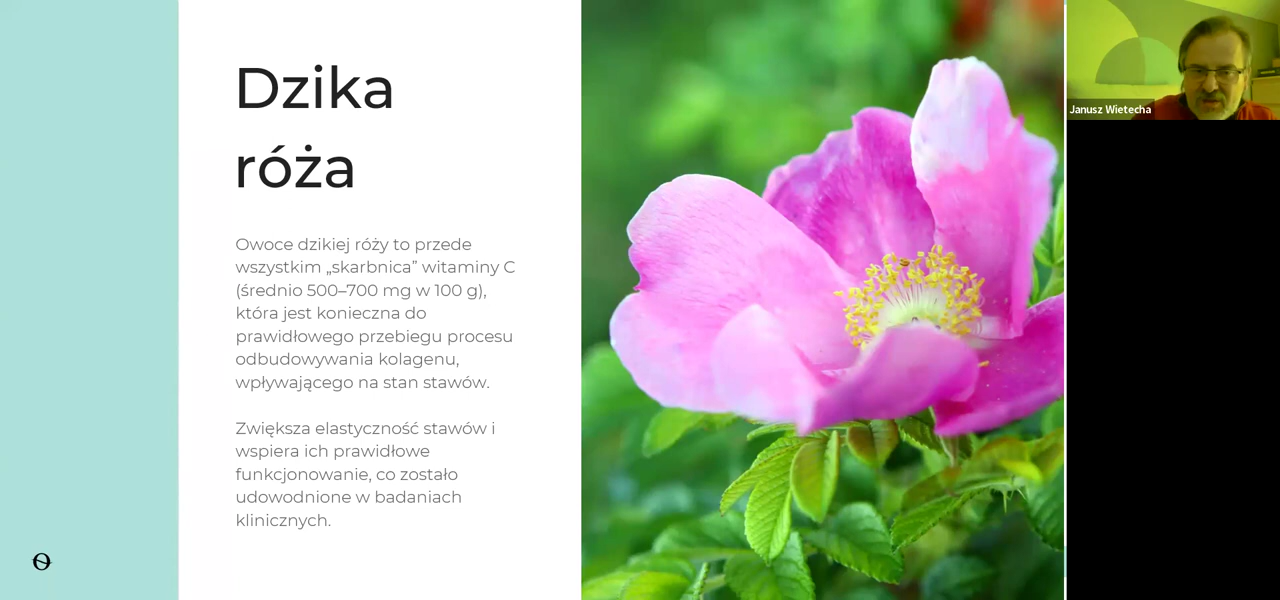 Dzika
róża
Owoce dzikiej róży to przede
wszystkim „skarbnica” witaminy C
(średnio 500–700 mg w 100 g),
która jest konieczna do
prawidłowego przebiegu procesu
odbudowywania kolagenu,
wpływającego na stan stawów.
Zwiększa elastyczność stawów i
wspiera ich prawidłowe
funkcjonowanie, co zostało
udowodnione w badaniach
klinicznych.
Janusz Wietecha